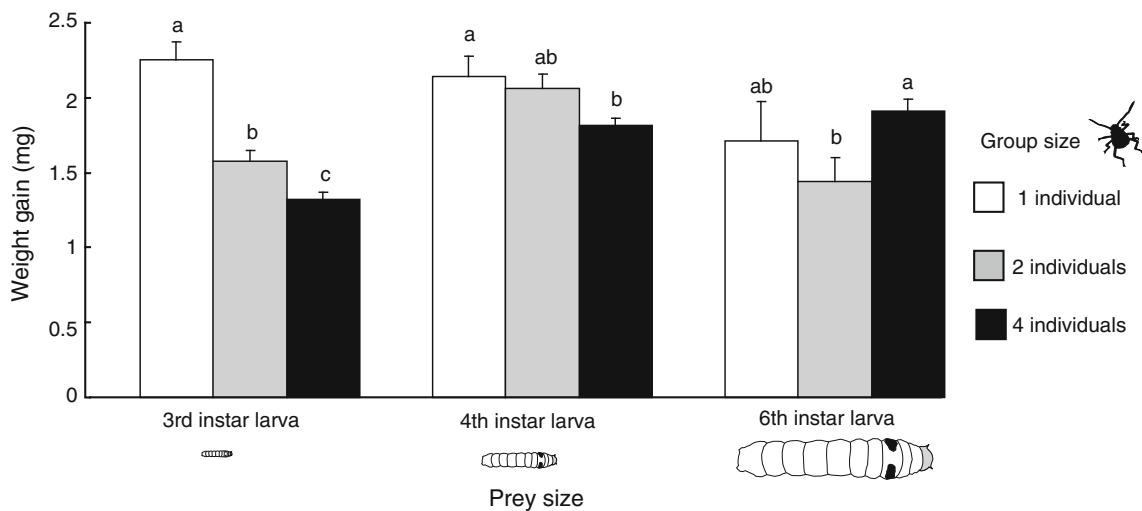 2.5
2
1.5
1
0.5
0
Weight gain (mg)
a
b
c
a
ab
b
ab
b
a
3rd instar larva
4th instar larva
6th instar larva
Prey size
Group size
1 individual
2 individuals
4 individuals